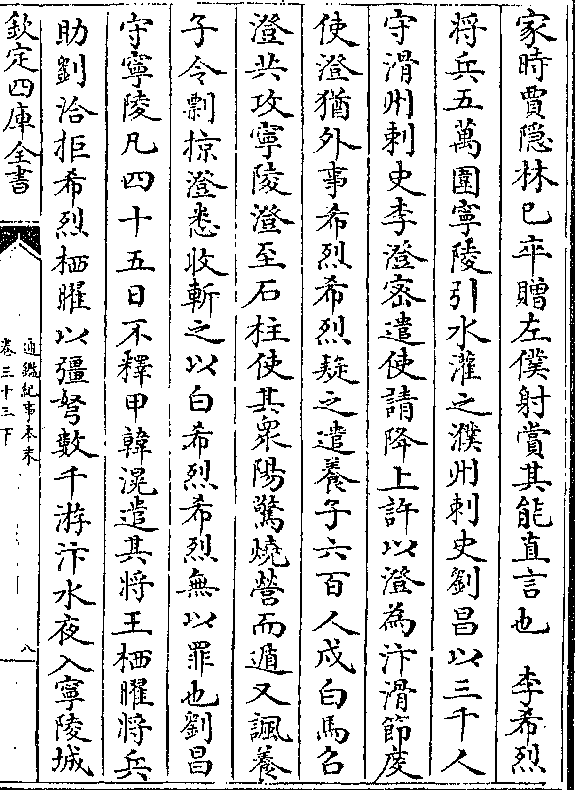 家時賈隠林已卒贈左僕射賞其能直言也　李希烈
將兵五萬圍寧陵引水灌之濮州刺史劉昌以三千人
守滑州刺史李澄密遣使請降上許以澄為汴滑節度
使澄猶外事希烈希烈疑之遣養子六百人戍白馬召
澄共攻寧陵澄至石柱使其衆陽驚燒營而遁又諷養
子令剽掠澄悉收斬之以白希烈希烈無以罪也劉昌
守寧陵凡四十五日不釋甲韓滉遣其將王栖曜將兵
助劉洽拒希烈栖曜以彊弩數千游汴水夜入寧陵城
欽定四庫全書
通鑑紀事本末
卷三十三下
八